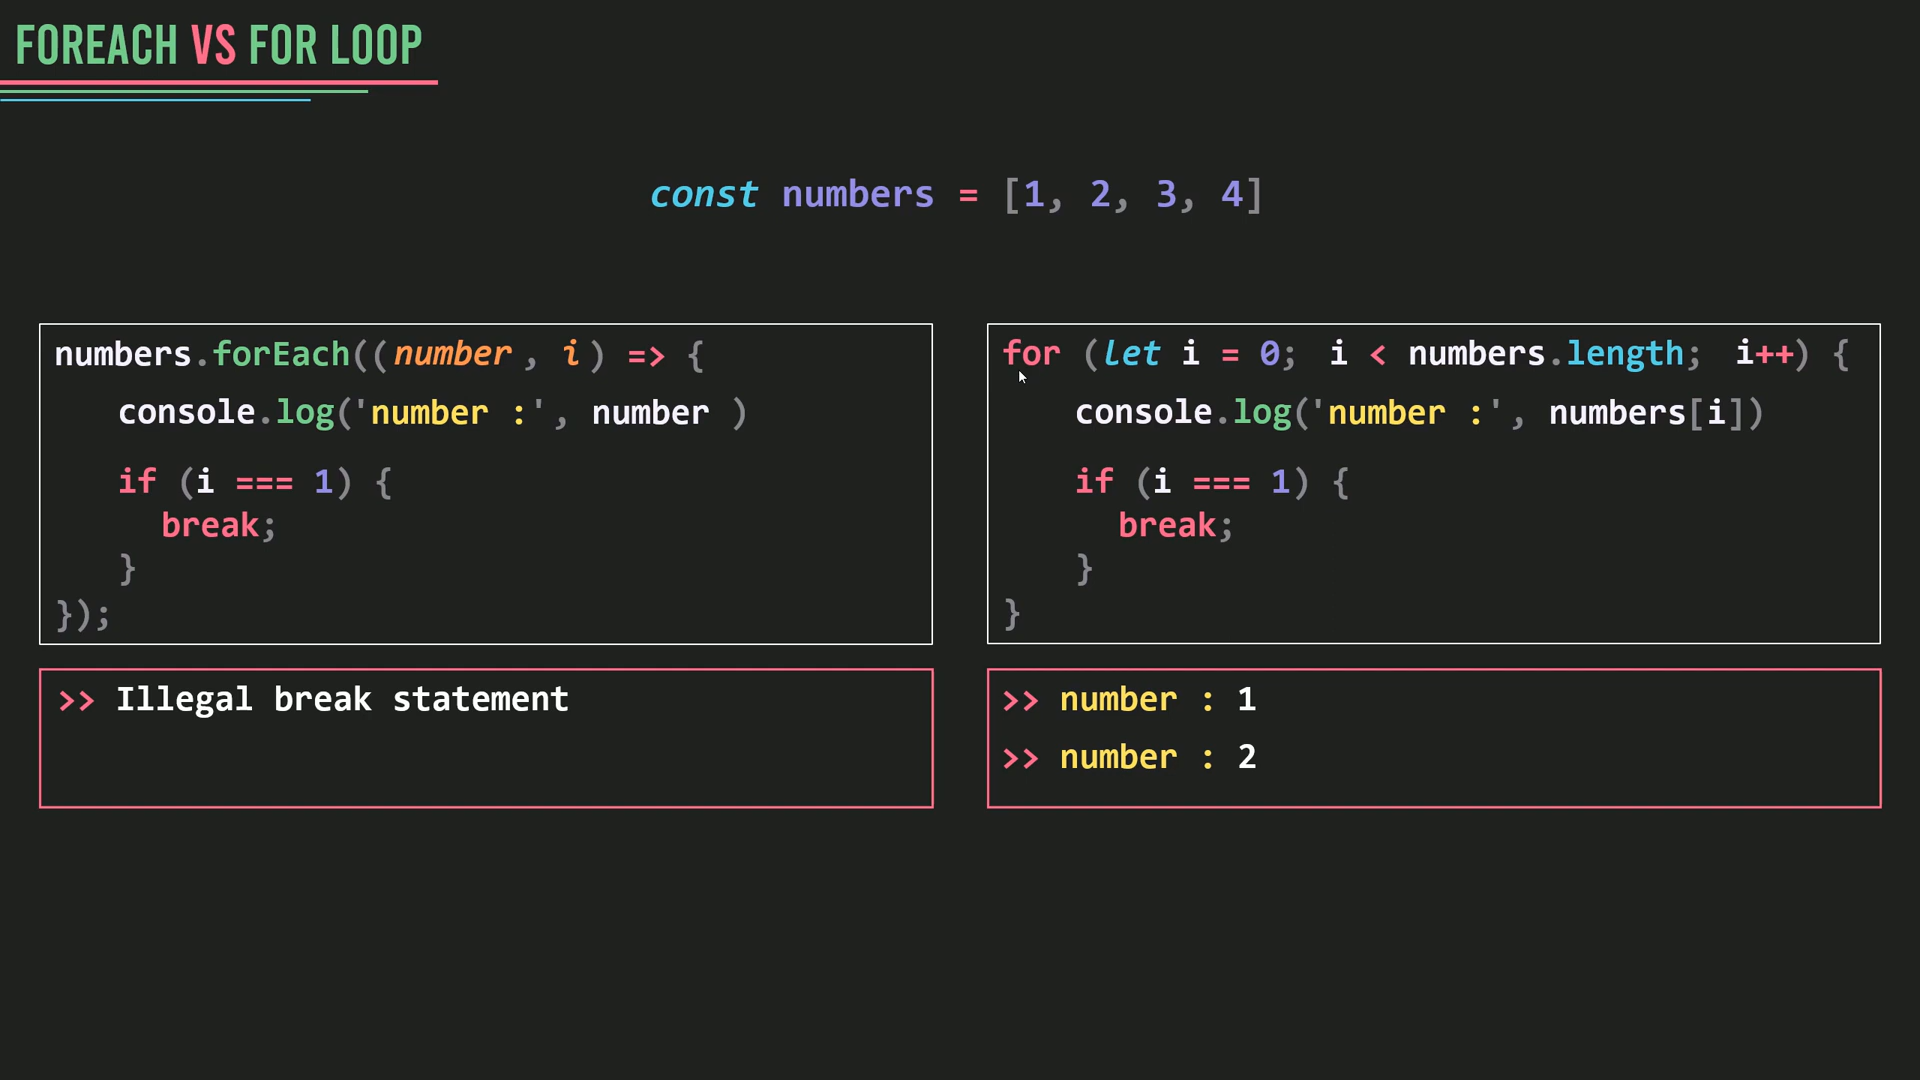 FOREACH VS FOR LOOP
const numbers = [1, 2, 3, 4]
numbers.forEach((number, i) => {
console.log('number :', number )
if (i === 1) {
break;
}
});
>> Illegal break statement
for (let i = 0; i < numbers.length; i++) {
console.log('number :', numbers[i])
if (i === 1) {
break;
}
}
>> number : 1
>> number : 2